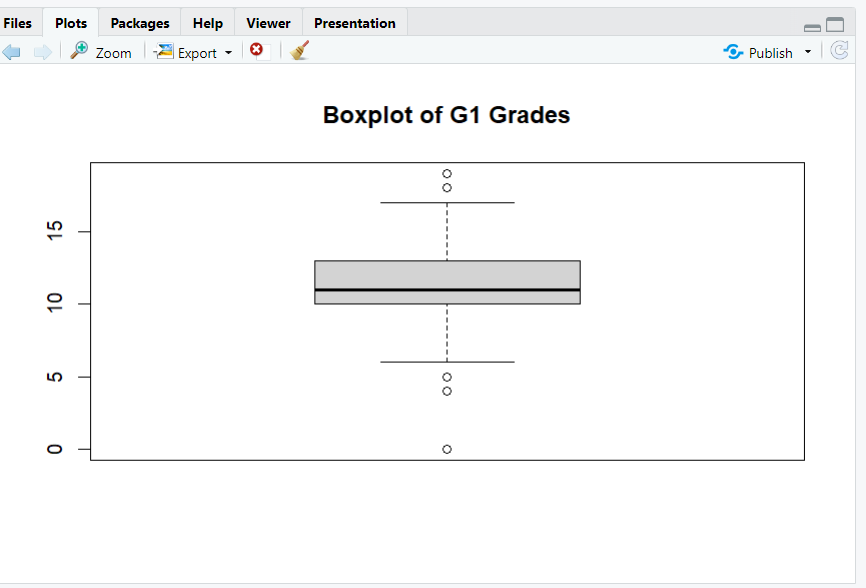 Files Plots Packages Help Viewer Presentation
Zoom Export Publish
Boxplot of G1 Grades
15
10
5
0